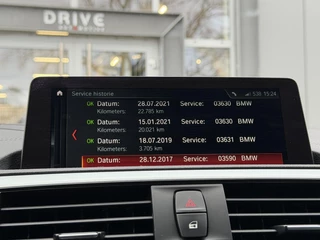 DRIVE
Service historie
536 15:24
OK Datum: 28.07.2021 Service: 03630 BMW
Kilometers: 22.785 km
OK Datum: 15.01.2021 Service: 03630 BMW
Kilometers: 20.021 km
OK Datum: 18.07.2019 Service: 03631 BMW
Kilometers: 3.705 km
OK Datum: 28.12.2017 Service: 03590 BMW